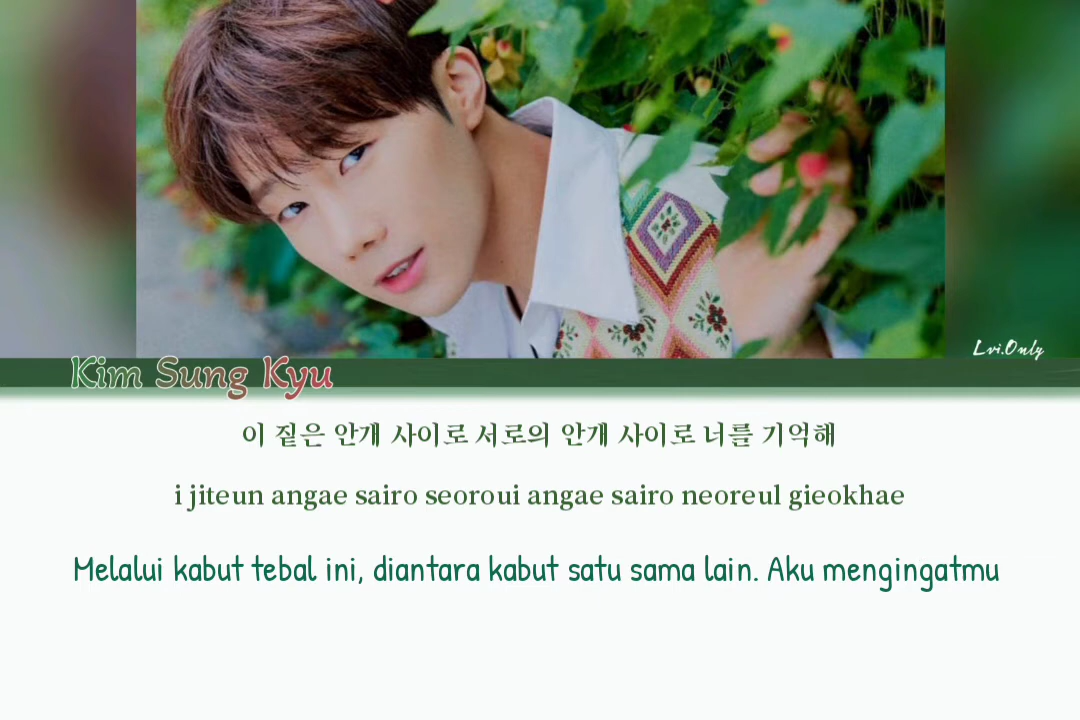 Lvi.Only
Kim Sung Kyu
이 짙은 안개 사이로 서로의 안개 사이로 너를 기억해
i jiteun angae sairo seoroui angae sairo neoreul gieokhae
Melalui kabut tebal ini, diantara kabut satu sama lain. Aku mengingatmu